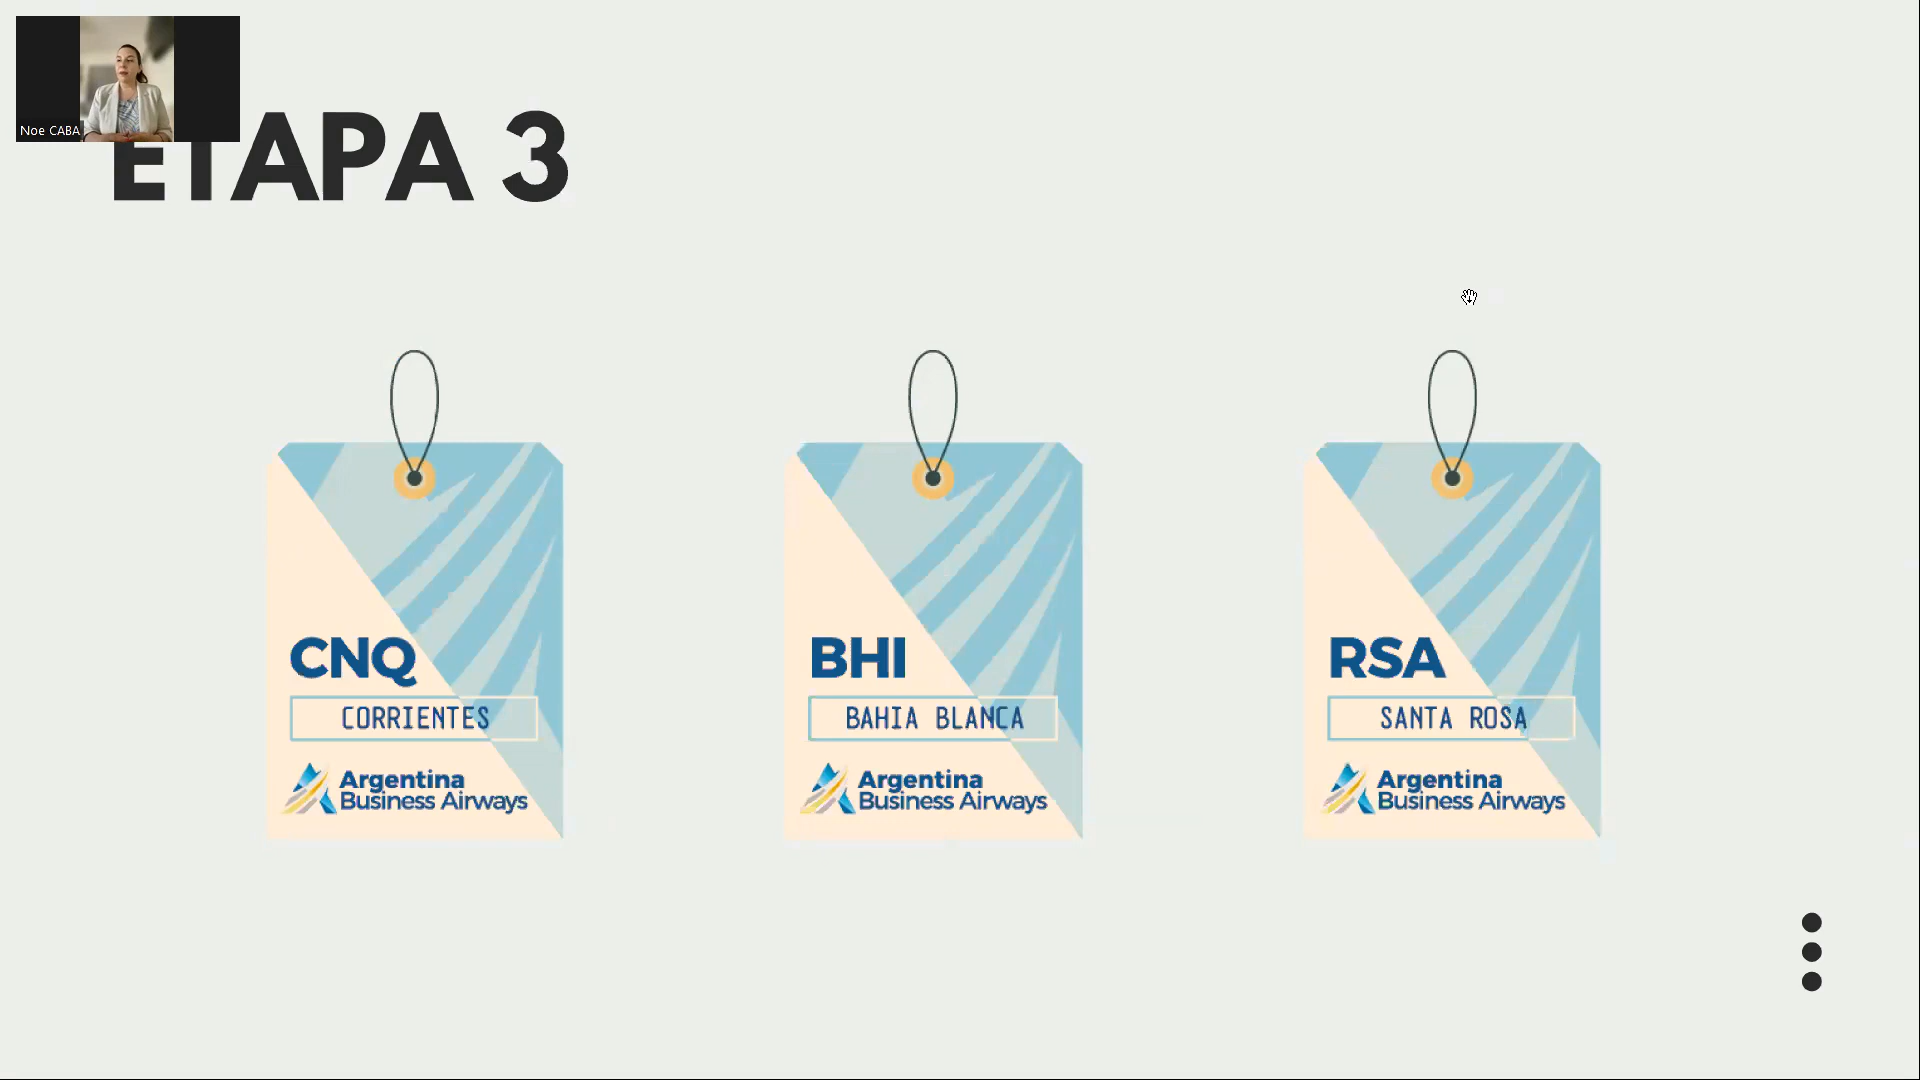 Noe CABA
ETAPA 3
CNQ
CORRIENTES
Argentina
Business Airways
BHI
BAHIA BLANCA
Argentina
Business Airways
RSA
SANTA ROSA
Argentina
Business Airways